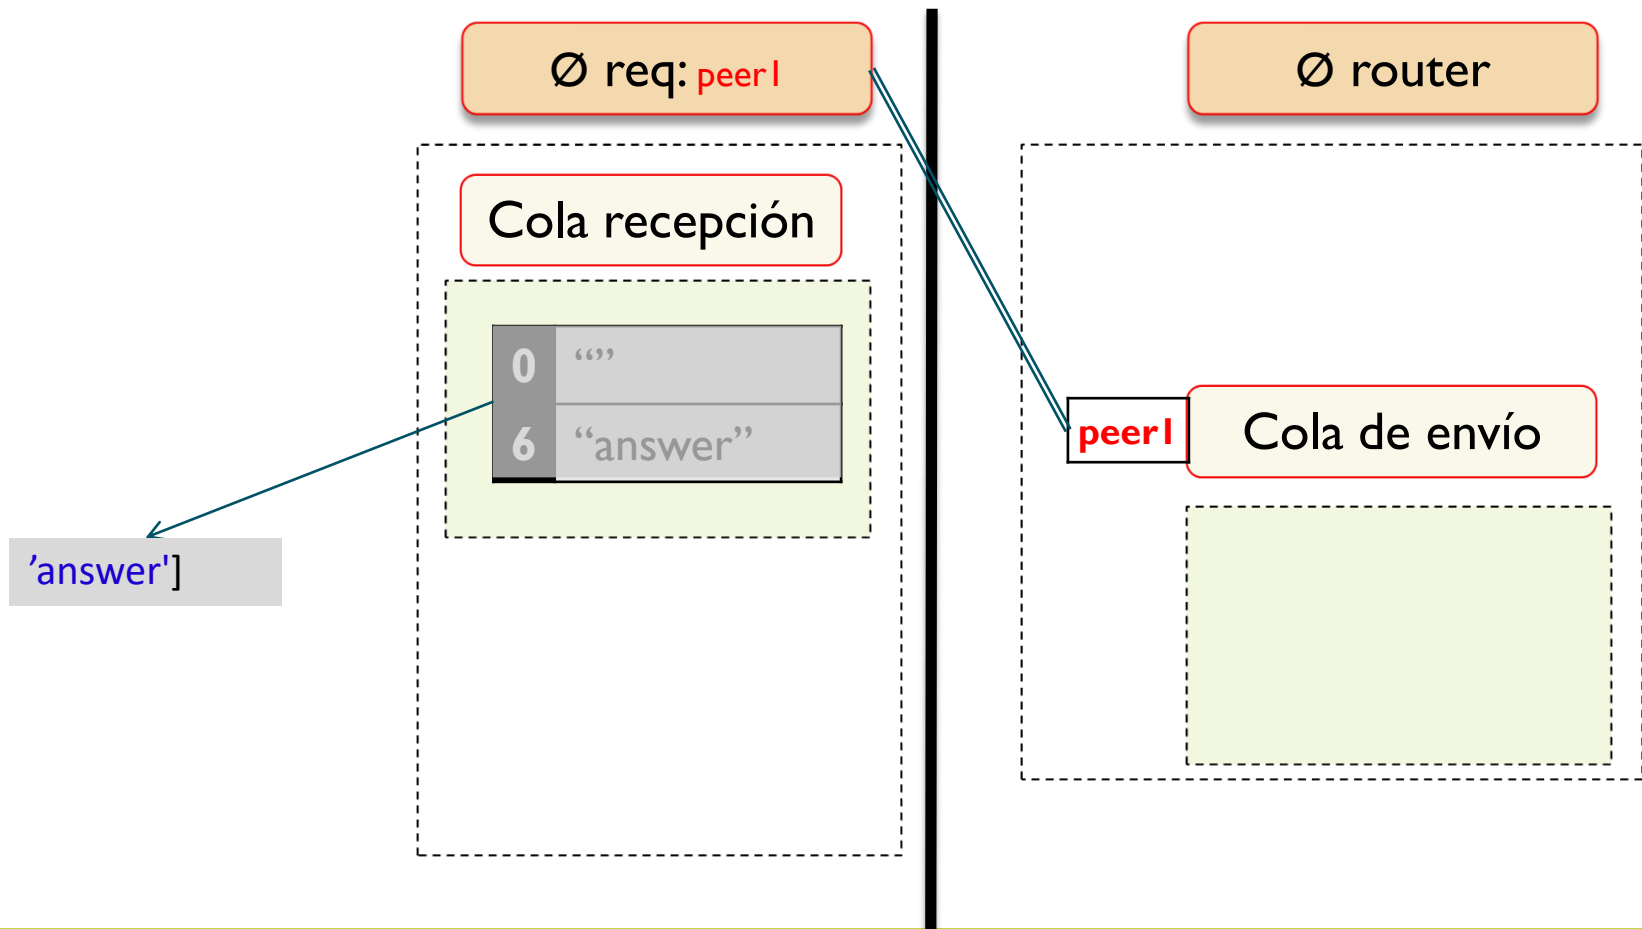 Ø req: peer1
Ø router
Cola recepción
0 “”
6 “answer”
peer1 Cola de envío
’answer']